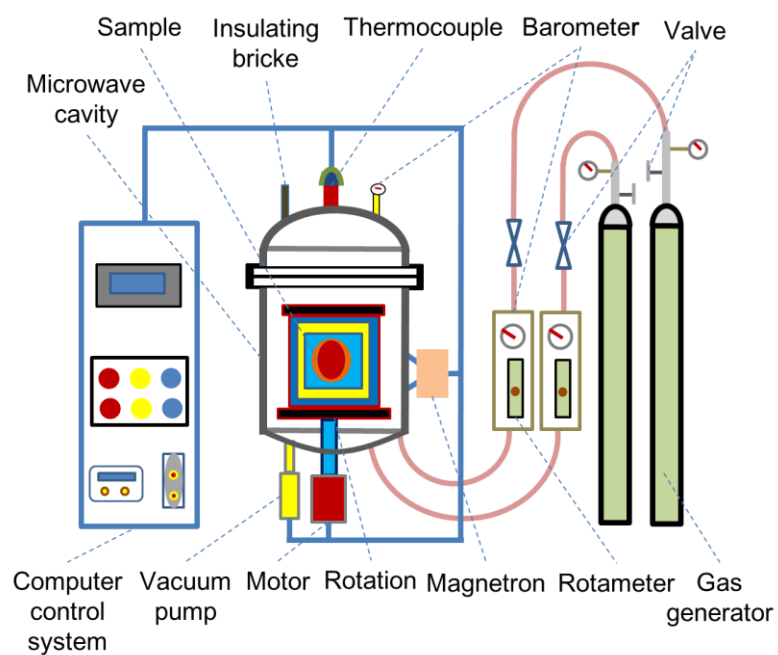 Sample
Insulating
bricke
Thermocouple
Barometer
Valve
Microwave
cavity
Computer
control
system
Vacuum
pump
Motor
Rotation
Magnetron
Rotameter
Gas
generator